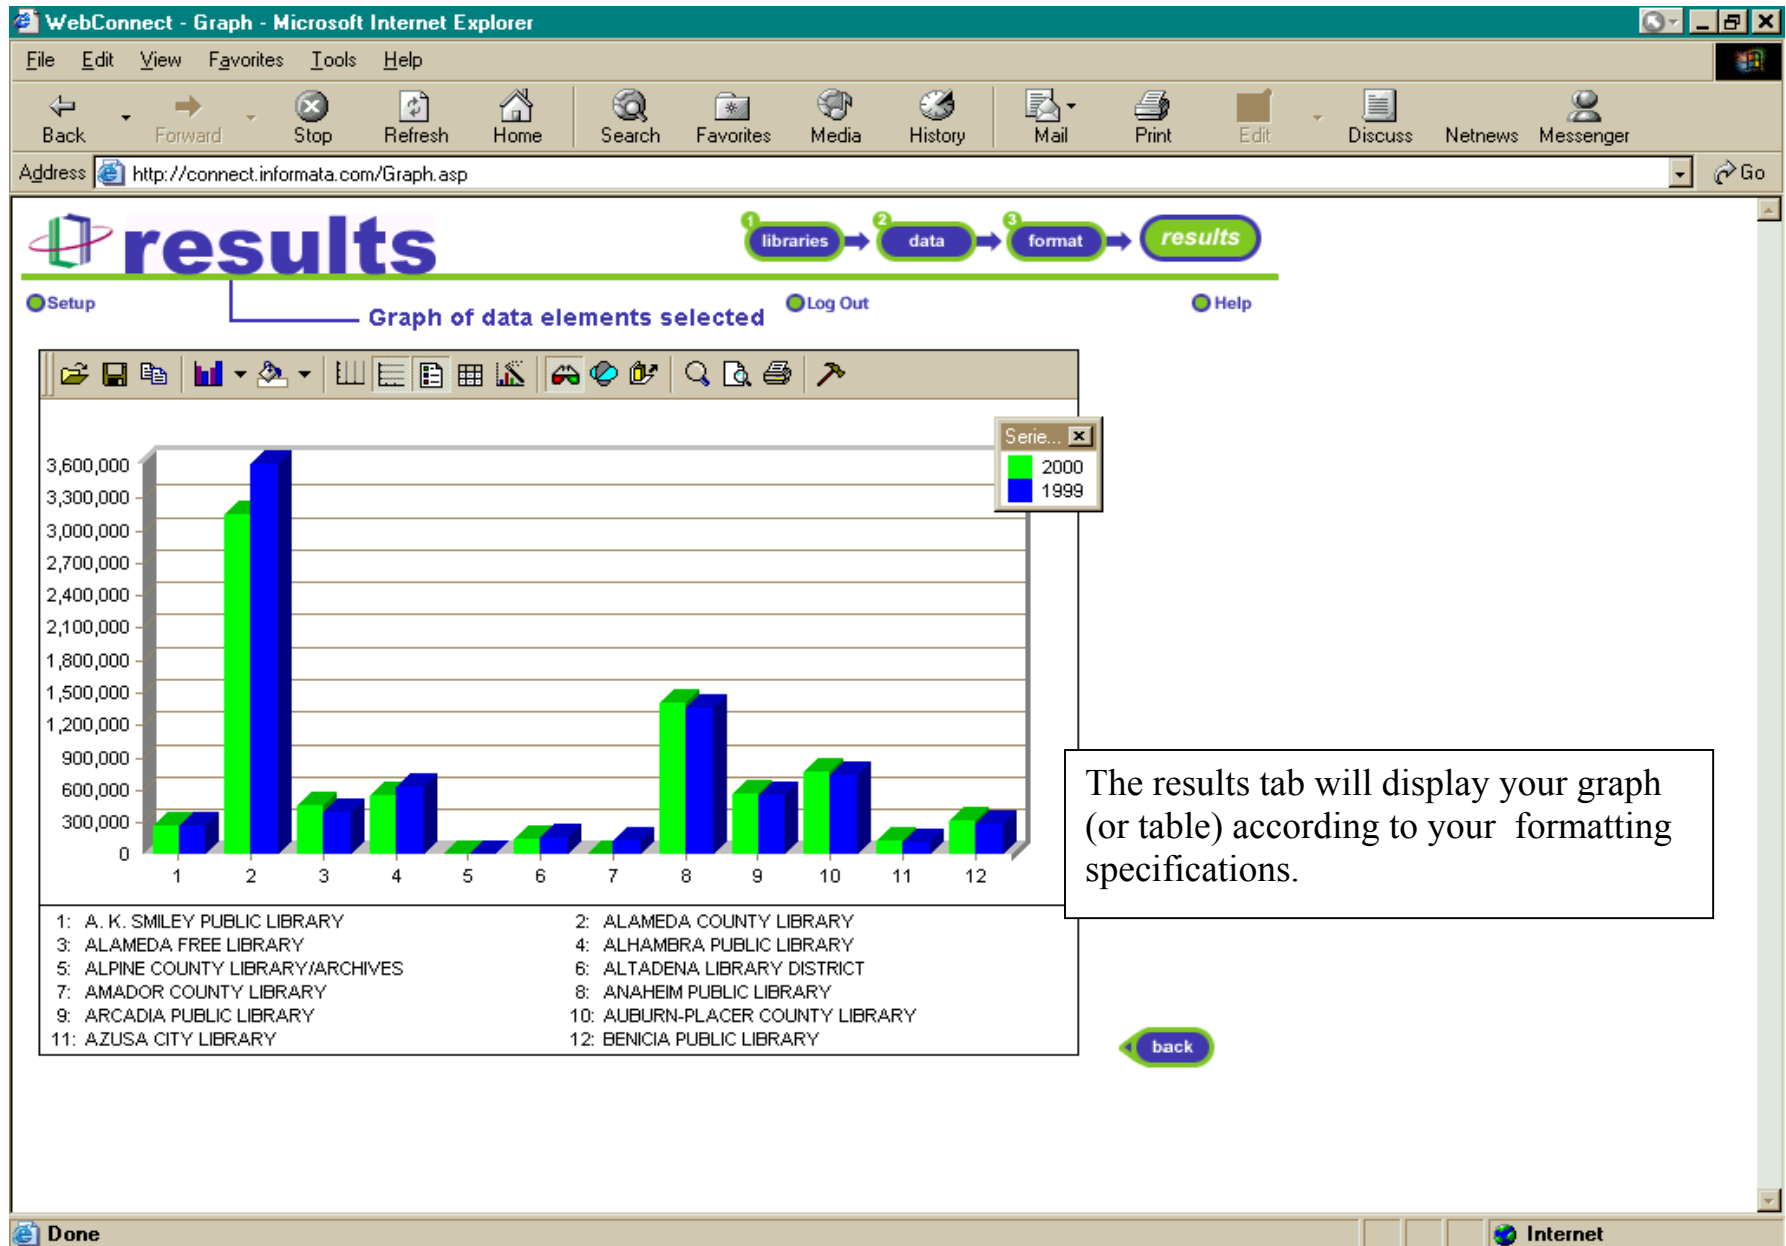 WebConnect - Graph - Microsoft Internet Explorer
File Edit View Favorites Tools Help
Back Forward Stop Refresh Home Search Favorites Media History Mail Print Edit Discuss Netnews Messenger
Address http://connect.informata.com/Graph.asp Go
results
1 libraries 2 data 3 format results
Setup Log Out Help
Graph of data elements selected
Serie...
2000
1999
3,600,000
3,300,000
3,000,000
2,700,000
2,400,000
2,100,000
1,800,000
1,500,000
1,200,000
900,000
600,000
300,000
0
1 2 3 4 5 6 7 8 9 10 11 12
The results tab will display your graph
(or table) according to your formatting
specifications.
1: A. K. SMILEY PUBLIC LIBRARY 2: ALAMEDA COUNTY LIBRARY
3: ALAMEDA FREE LIBRARY 4: ALHAMBRA PUBLIC LIBRARY
5: ALPINE COUNTY LIBRARY/ARCHIVES 6: ALTADENA LIBRARY DISTRICT
7: AMADOR COUNTY LIBRARY 8: ANAHEIM PUBLIC LIBRARY
9: ARCADIA PUBLIC LIBRARY 10: AUBURN-PLACER COUNTY LIBRARY
11: AZUSA CITY LIBRARY 12: BENICIA PUBLIC LIBRARY
back
Done Internet